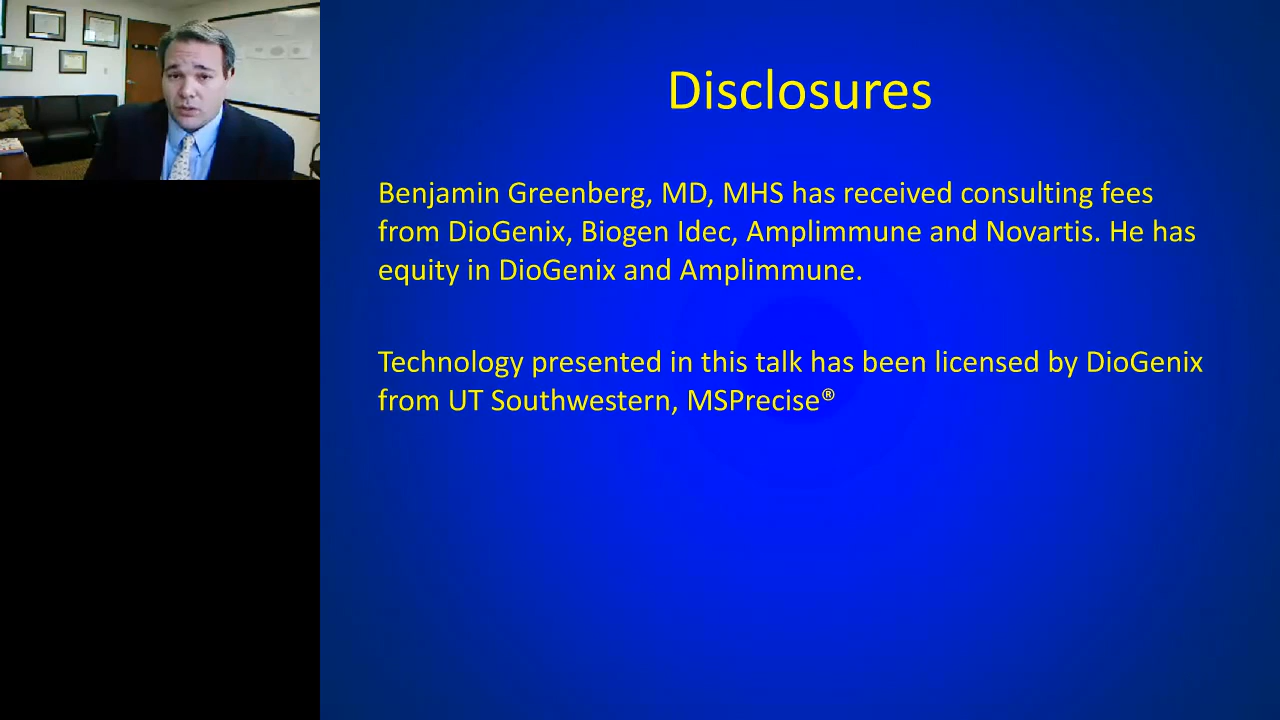 Disclosures
Benjamin Greenberg, MD, MHS has received consulting fees
from DioGenix, Biogen Idec, Amplimmune and Novartis. He has
equity in DioGenix and Amplimmune.
Technology presented in this talk has been licensed by DioGenix
from UT Southwestern, MSPrecise®